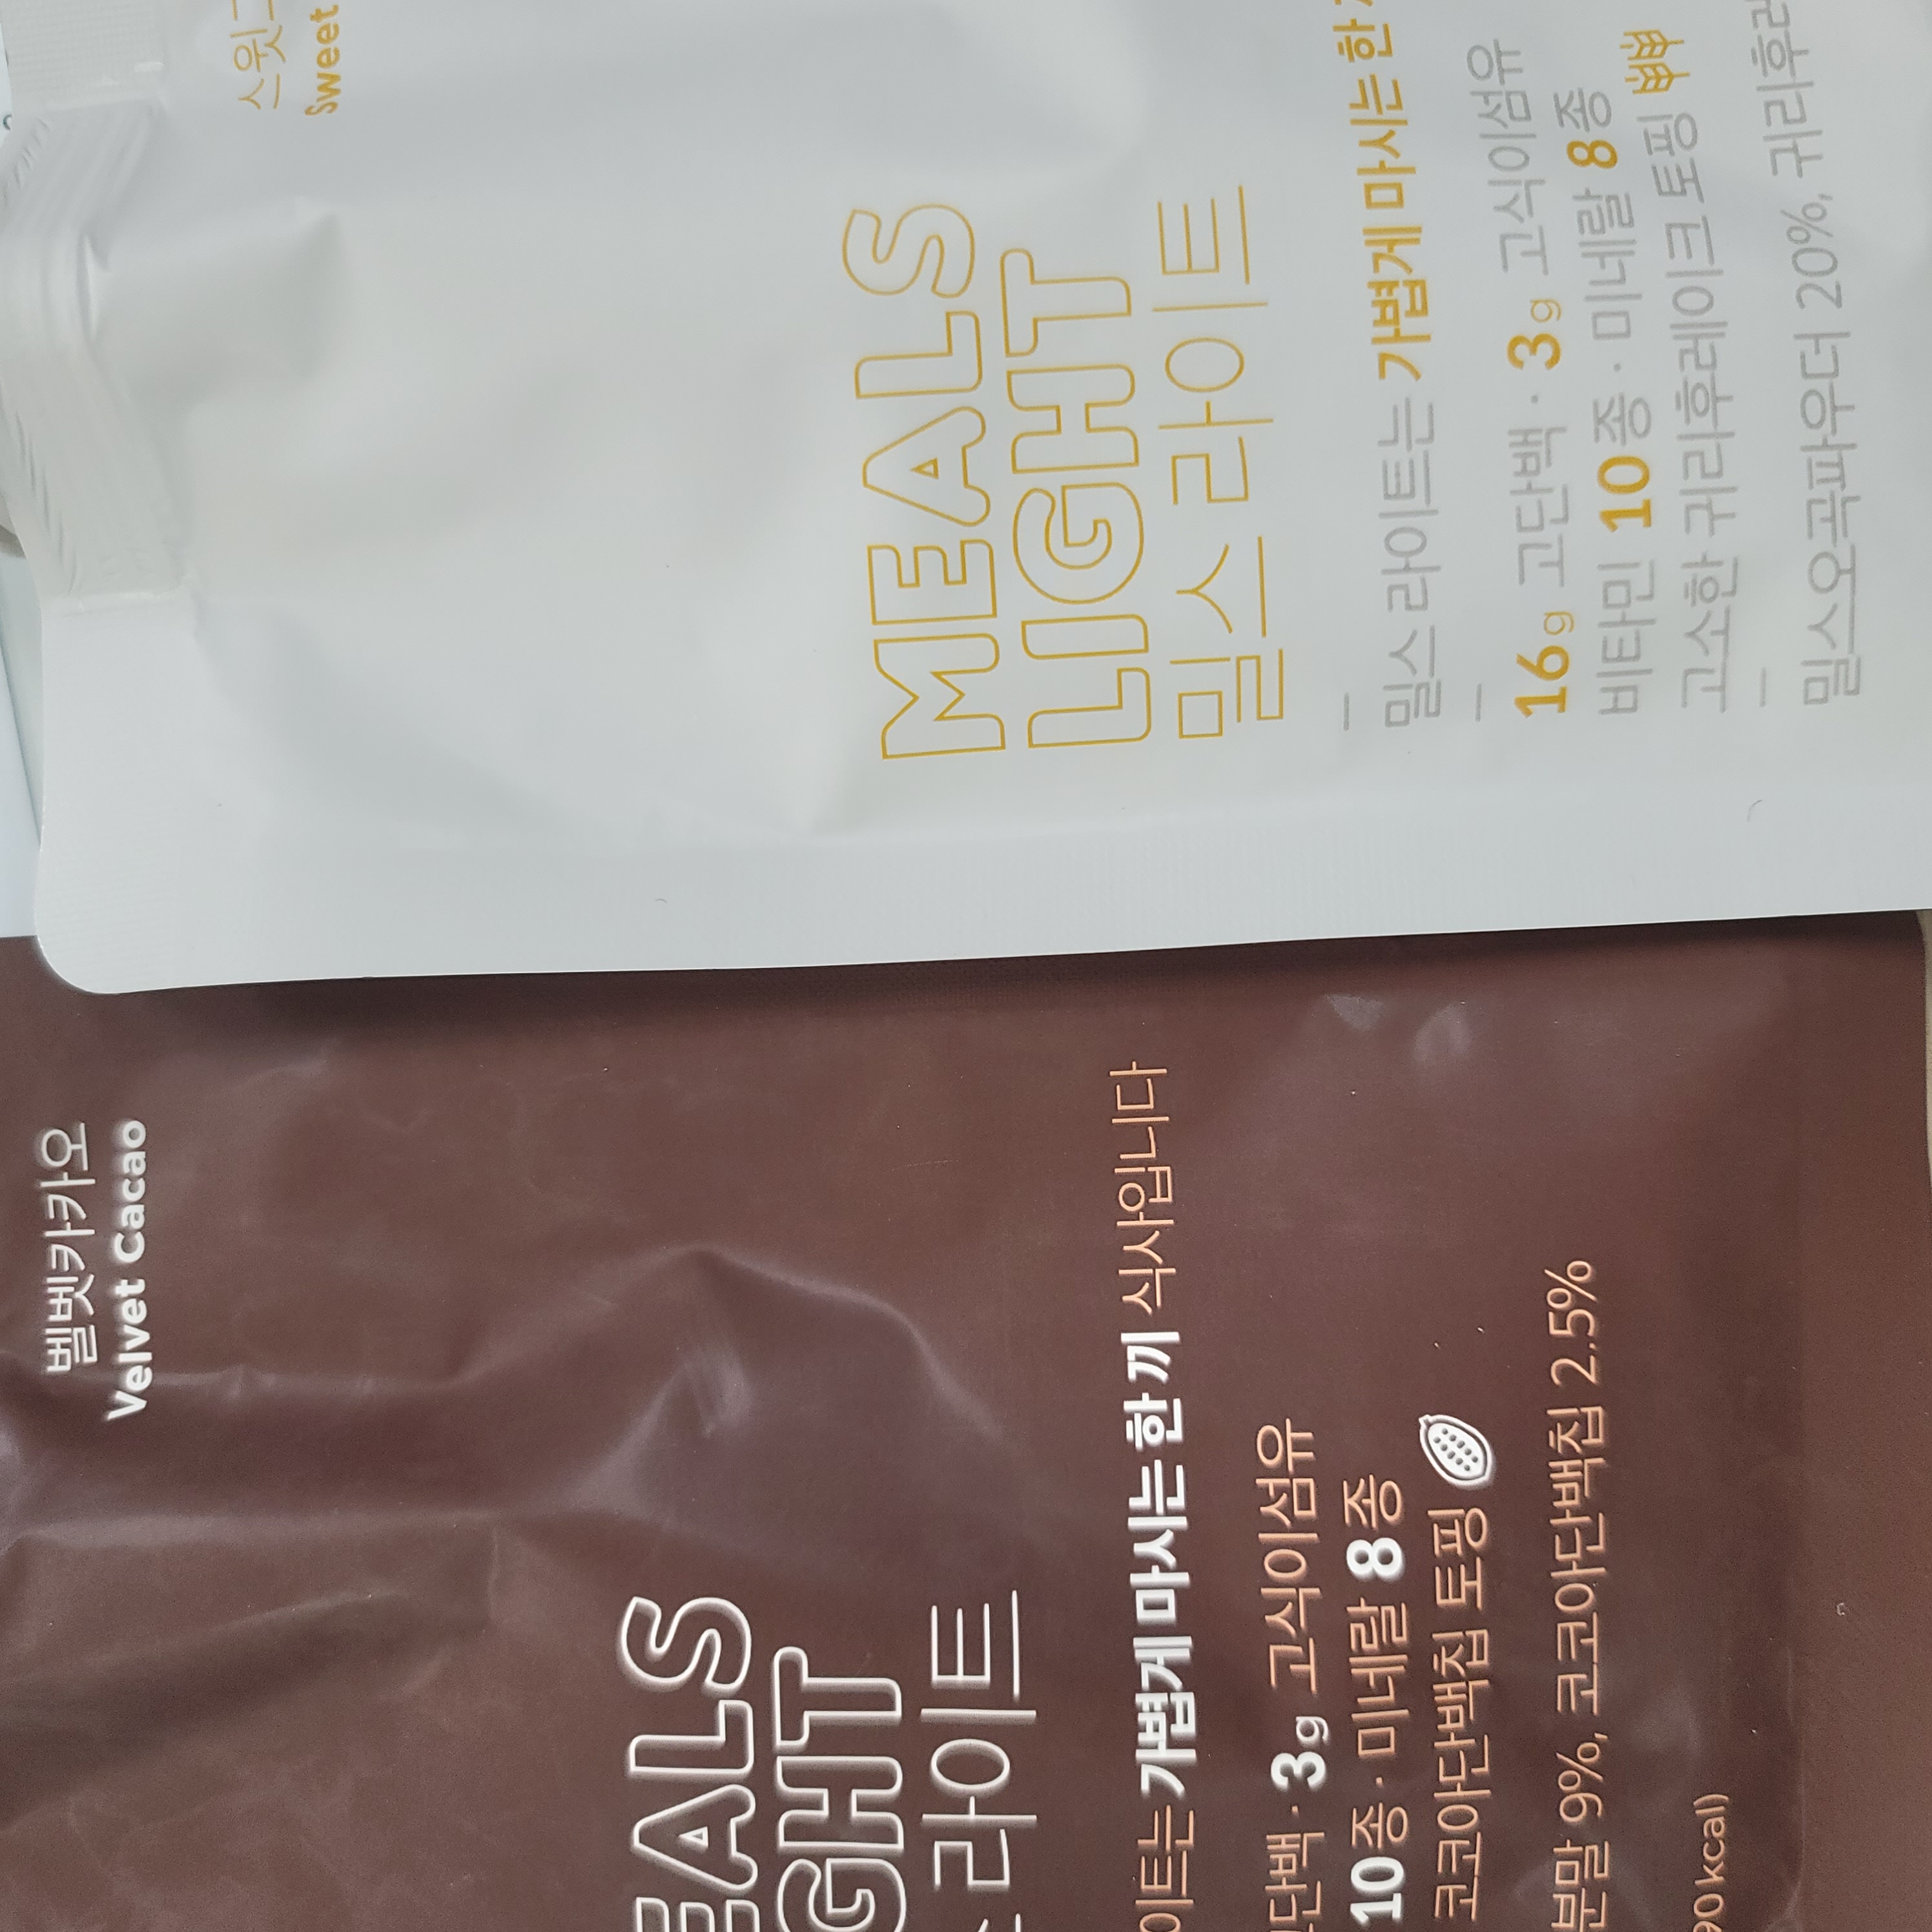 스윗
Sweet
MEALS
LIGHT
밀스 라이트
밀스 라이트는 가볍게 마시는 한
16g 고단백 · 3g 고식이섬유
비타민 10종 · 미네랄 8종
고소한 귀리후레이크 토핑
밀스오곡파우더 20%, 귀리후레
벨벳카카오
Velvet Cacao
EALS
GHT
스 라이트
이트는 가볍게 마시는 한 끼 식사입니다
단백 · 3g 고식이섬유
10종 · 미네랄 8종
코코아단백칩 토핑
분말 9%, 코코아단백칩 2.5%
90kcal)